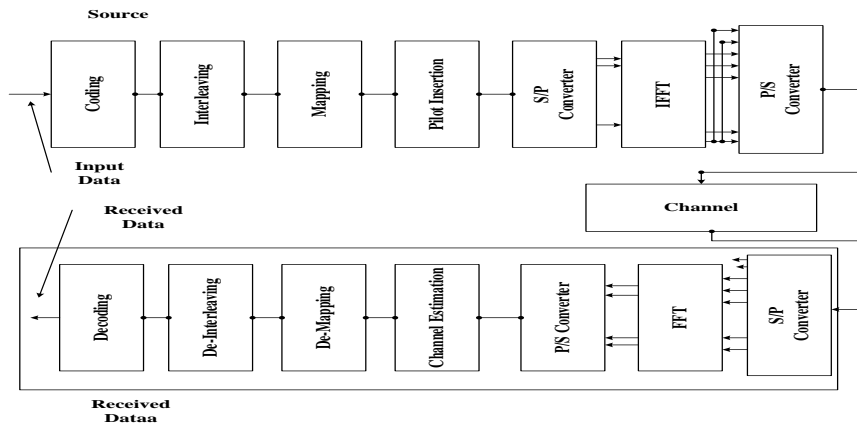 Source
Coding
Interleaving
Mapping
Pilot Insertion
S/P
Converter
IFFT
P/S
Converter
Input
Data
Received
Data
Channel
Decoding
De-Interleaving
De-Mapping
Channel Estimation
P/S Converter
FFT
S/P
Converter
Received
Dataa